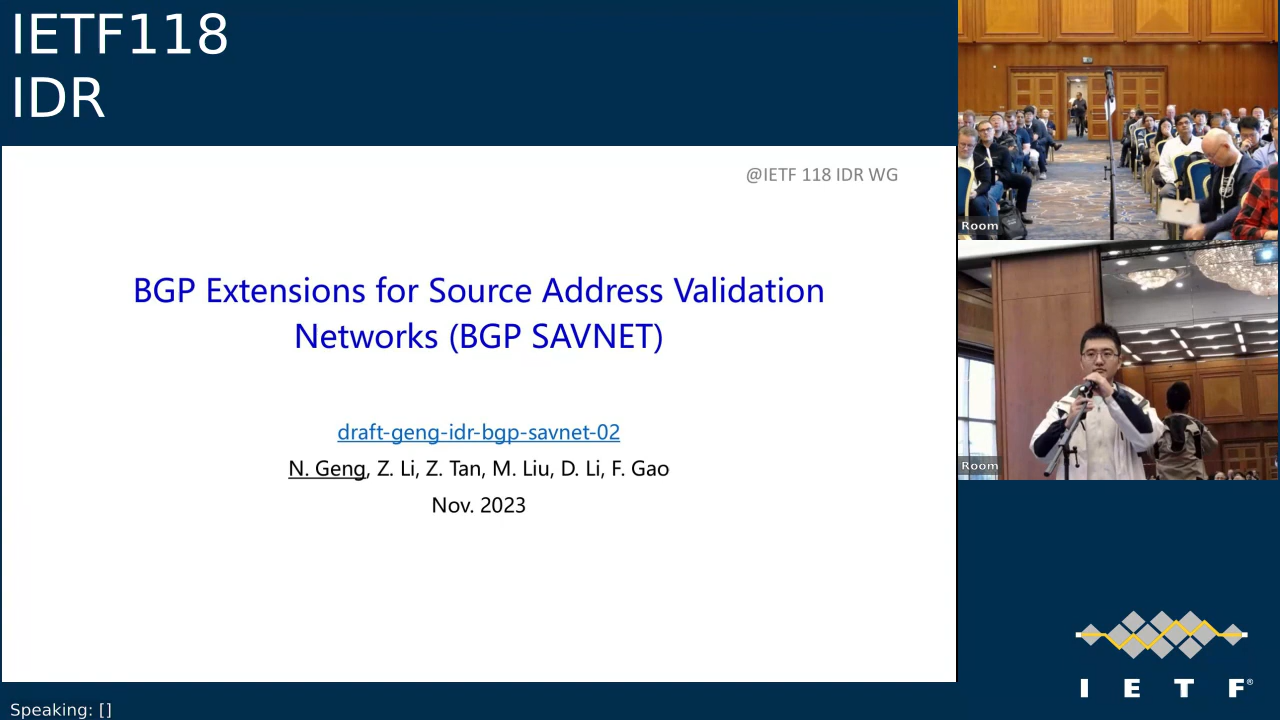 IETF118
IDR
@IETF 118 IDR WG
BGP Extensions for Source Address Validation
Networks (BGP SAVNET)
draft-geng-idr-bgp-savnet-02
N. Geng, Z. Li, Z. Tan, M. Liu, D. Li, F. Gao
Nov. 2023
Room
Room
I E T F®
Speaking: []